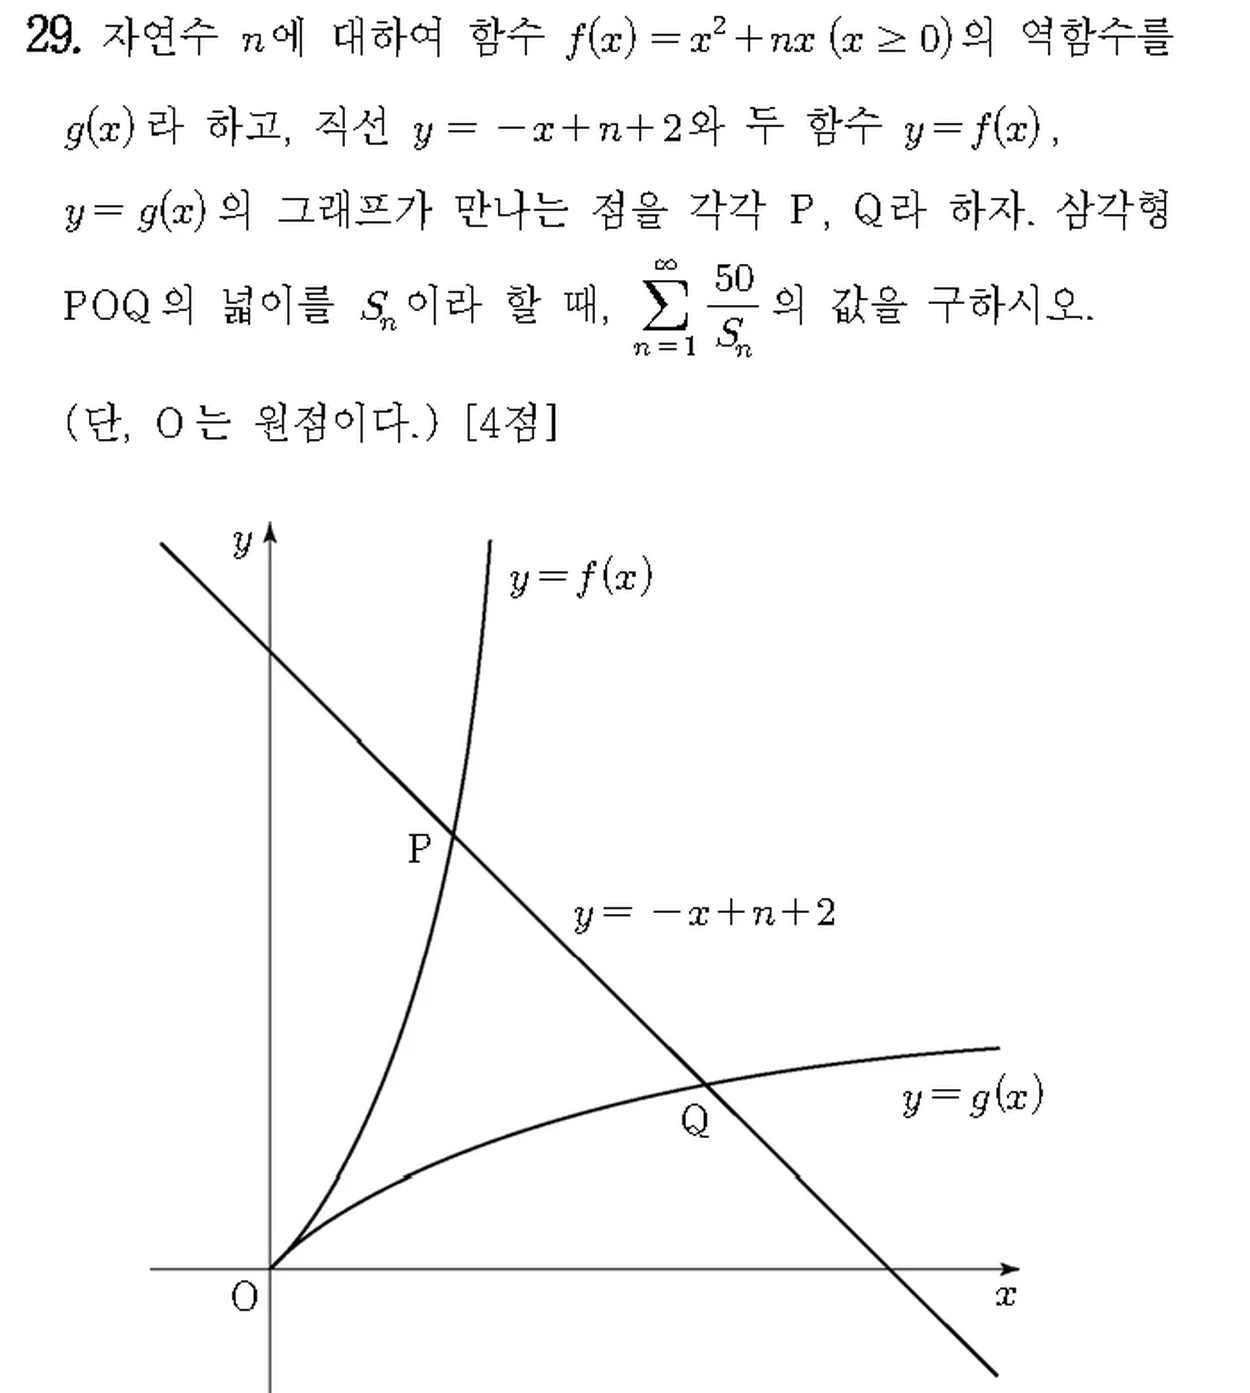 29. 자연수 n에 대하여 함수 f(x)=x²+nx (x ≥ 0)의 역함수를
g(x)라 하고, 직선 y = -x+n+2와 두 함수 y=f(x),
y= g(x)의 그래프가 만나는 점을 각각 P, Q라 하자. 삼각형
POQ의 넓이를 Sₙ이라 할 때, ∑_{n=1}^{∞} 50/Sₙ의 값을 구하시오.
(단, O는 원점이다.) [4점]
y
y=f(x)
P
y= -x+n+2
Q
y=g(x)
O
x